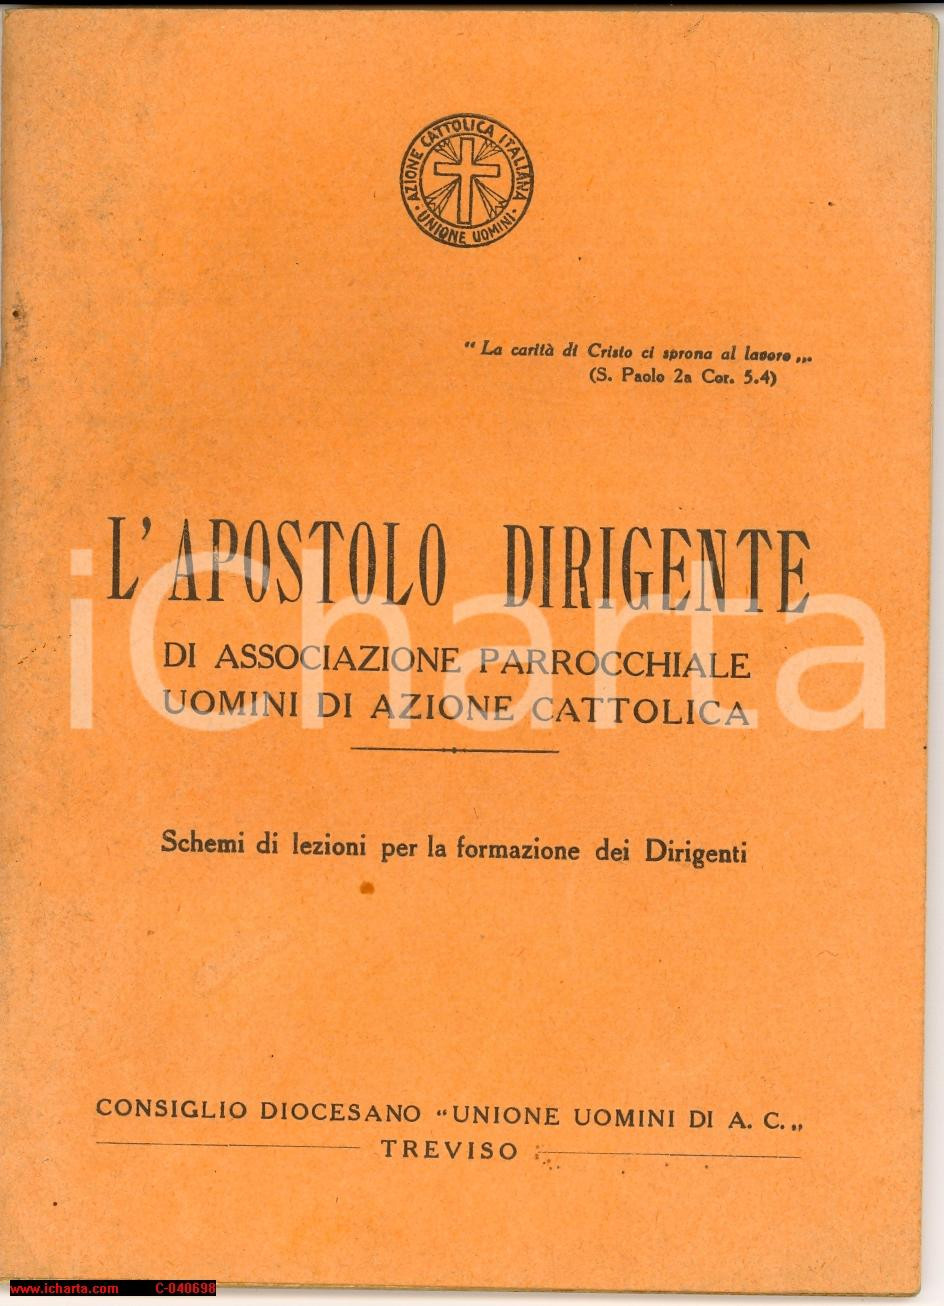 AZIONE CATTOLICA ITALIANA
· UNIONE UOMINI ·
“ La carità di Cristo ci sprona al lavoro „.
(S. Paolo 2a Cor. 5.4)
L'APOSTOLO DIRIGENTE
DI ASSOCIAZIONE PARROCCHIALE
UOMINI DI AZIONE CATTOLICA
iCharta
Schemi di lezioni per la formazione dei Dirigenti
CONSIGLIO DIOCESANO “UNIONE UOMINI DI A. C.„
TREVISO
www.icharta.com C-040698